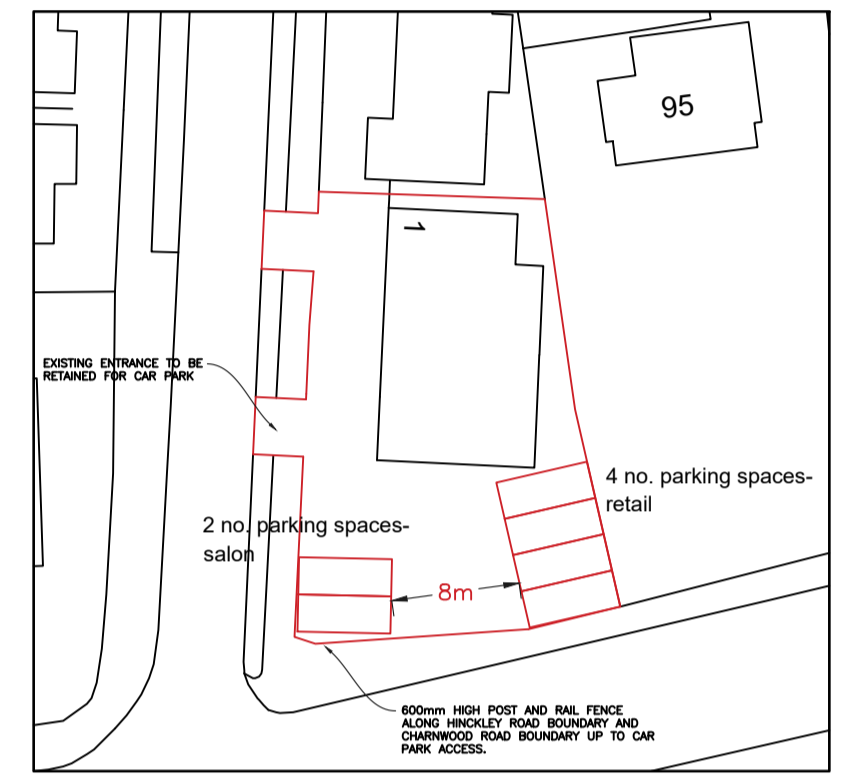 95
1
EXISTING ENTRANCE TO BE
RETAINED FOR CAR PARK
4 no. parking spaces-
retail
2 no. parking spaces-
salon
8m
600mm HIGH POST AND RAIL FENCE
ALONG HINCKLEY ROAD BOUNDARY AND
CHARNWOOD ROAD BOUNDARY UP TO CAR
PARK ACCESS.